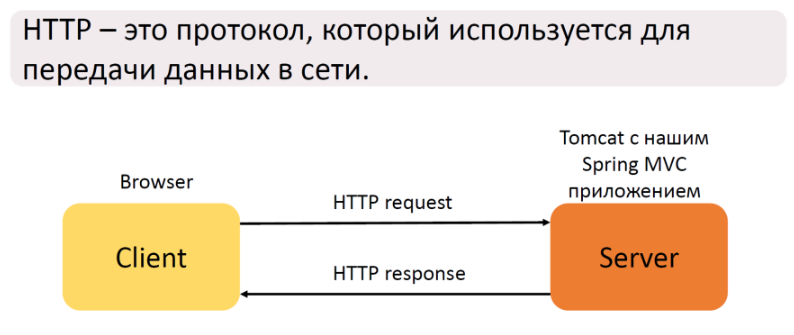 HTTP – это протокол, который используется для
передачи данных в сети.
Tomcat с нашим
Spring MVC
приложением
Browser
HTTP request
Client
Server
HTTP response